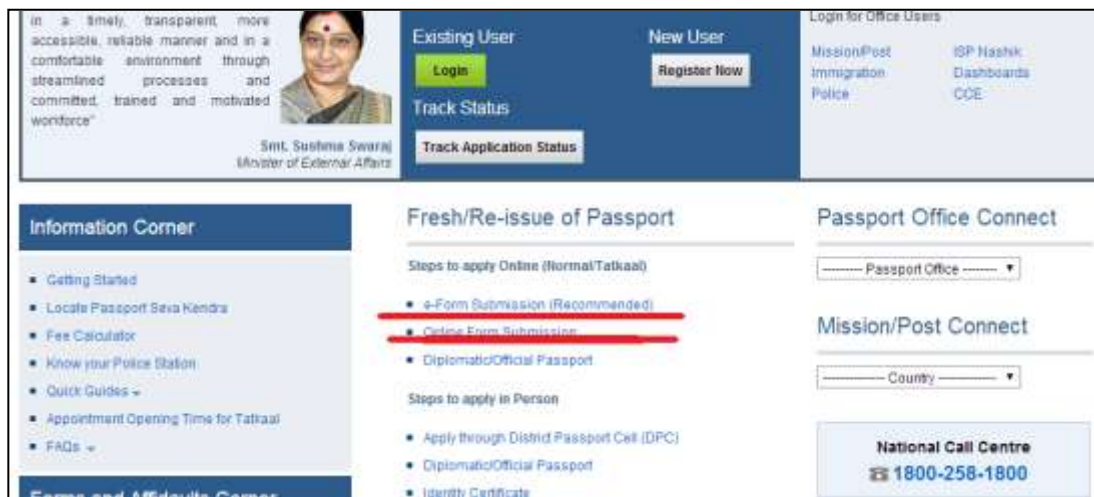 in a timely, transparent, more
accessible, reliable manner and in a
comfortable environment through
streamlined processes and
committed, trained and motivated
workforce"
Smt. Sushma Swaraj
Minister of External Affairs
Existing User
New User
Login
Register Now
Track Status
Track Application Status
Login for Office Users
Mission/Post
ISP Nashik
Immigration
Dashboards
Police
CCE
Information Corner
Getting Started
Locate Passport Seva Kendra
Fee Calculator
Know your Police Station
Quick Guides
Appointment Opening Time for Tatkaal
FAQs
Forms and Affidavits Corner
Fresh/Re-issue of Passport
Steps to apply Online (Normal/Tatkaal)
e-Form Submission (Recommended)
Online Form Submission
Diplomatic/Official Passport
Steps to apply in Person
Apply through District Passport Cell (DPC)
Diplomatic/Official Passport
Identity Certificate
Passport Office Connect
--------- Passport Office --------
Mission/Post Connect
-------------- Country --------------
National Call Centre
1800-258-1800